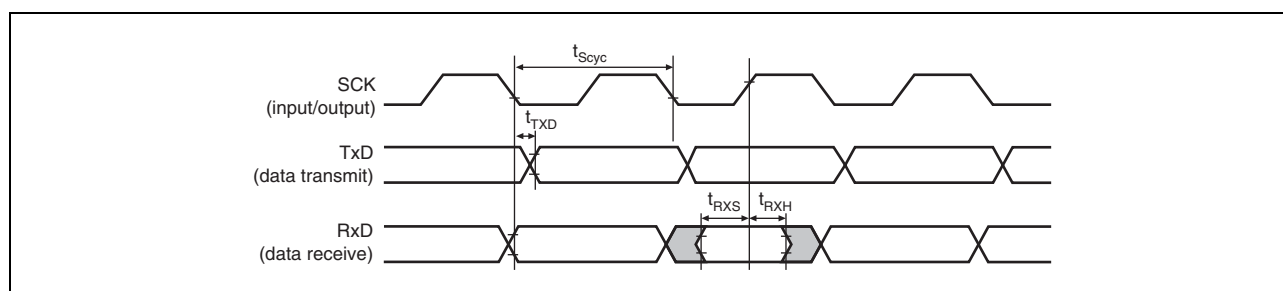 tScyc
SCK
(input/output)
tTXD
TxD
(data transmit)
tRXS tRXH
RxD
(data receive)